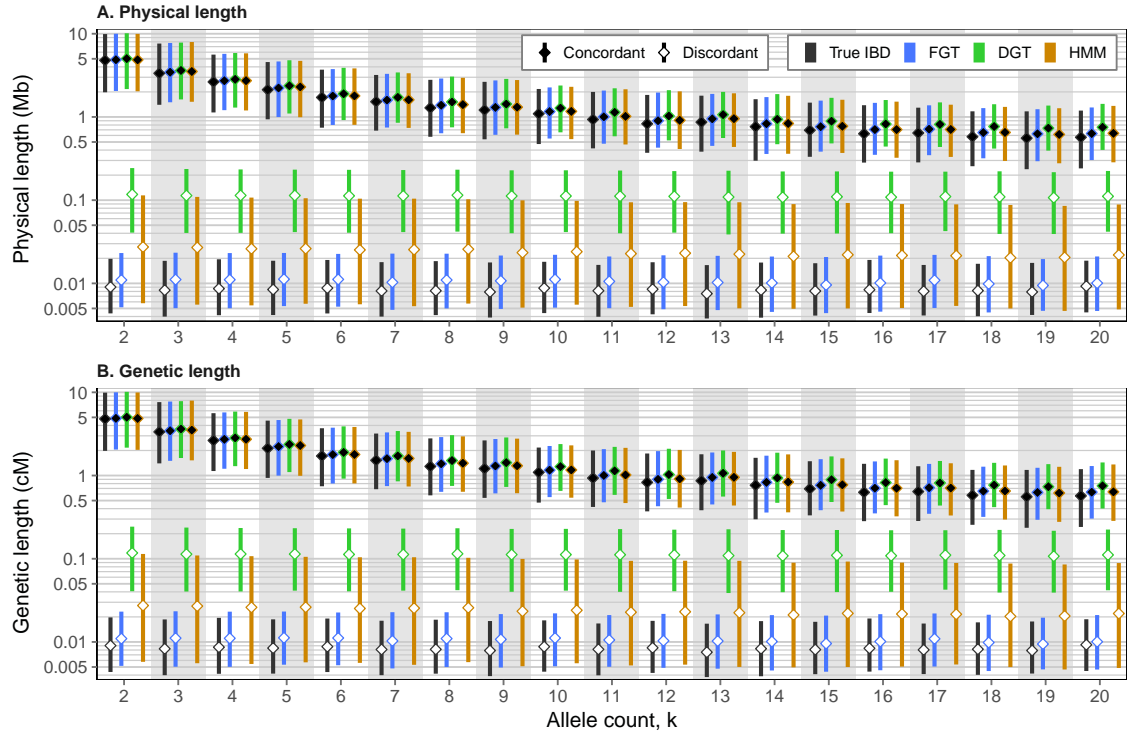 A. Physical length
Concordant Discordant
True IBD FGT DGT HMM
Physical length (Mb)
10
5
1
0.5
0.1
0.05
0.01
0.005
2 3 4 5 6 7 8 9 10 11 12 13 14 15 16 17 18 19 20
B. Genetic length
Genetic length (cM)
10
5
1
0.5
0.1
0.05
0.01
0.005
2 3 4 5 6 7 8 9 10 11 12 13 14 15 16 17 18 19 20
Allele count, k